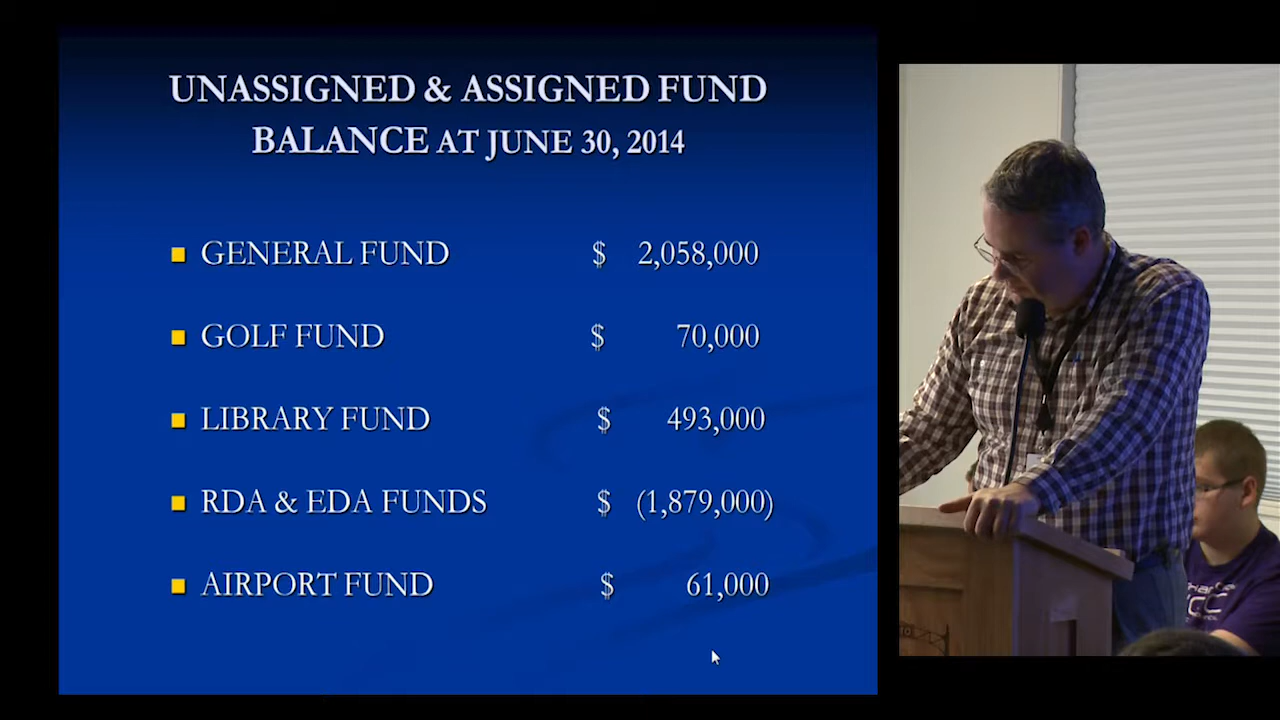 UNASSIGNED & ASSIGNED FUND
BALANCE AT JUNE 30, 2014
GENERAL FUND $ 2,058,000
GOLF FUND $ 70,000
LIBRARY FUND $ 493,000
RDA & EDA FUNDS $ (1,879,000)
AIRPORT FUND $ 61,000